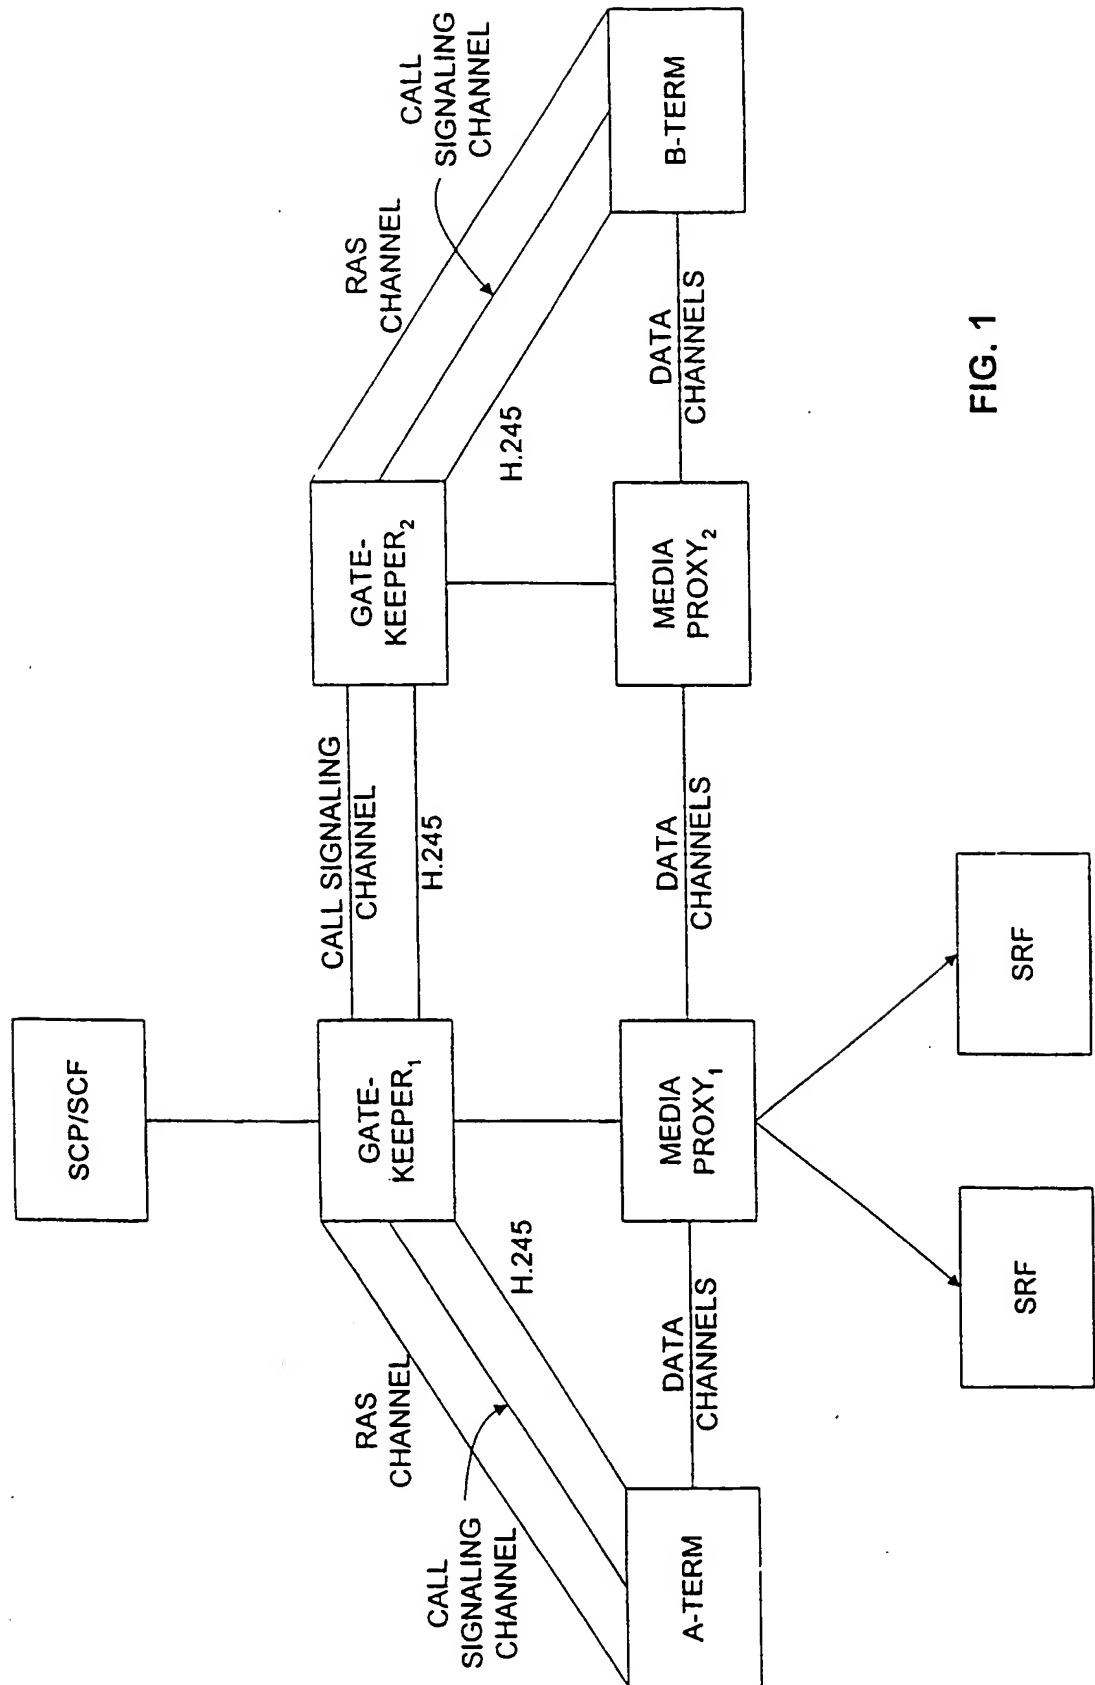 SCP/SCF
RAS
CHANNEL
CALL
SIGNALING
CHANNEL
H.245
GATE-
KEEPER1
CALL SIGNALING
CHANNEL
H.245
GATE-
KEEPER2
RAS
CHANNEL
CALL
SIGNALING
CHANNEL
H.245
A-TERM
DATA
CHANNELS
MEDIA
PROXY1
DATA
CHANNELS
MEDIA
PROXY2
DATA
CHANNELS
B-TERM
SRF
SRF
FIG. 1